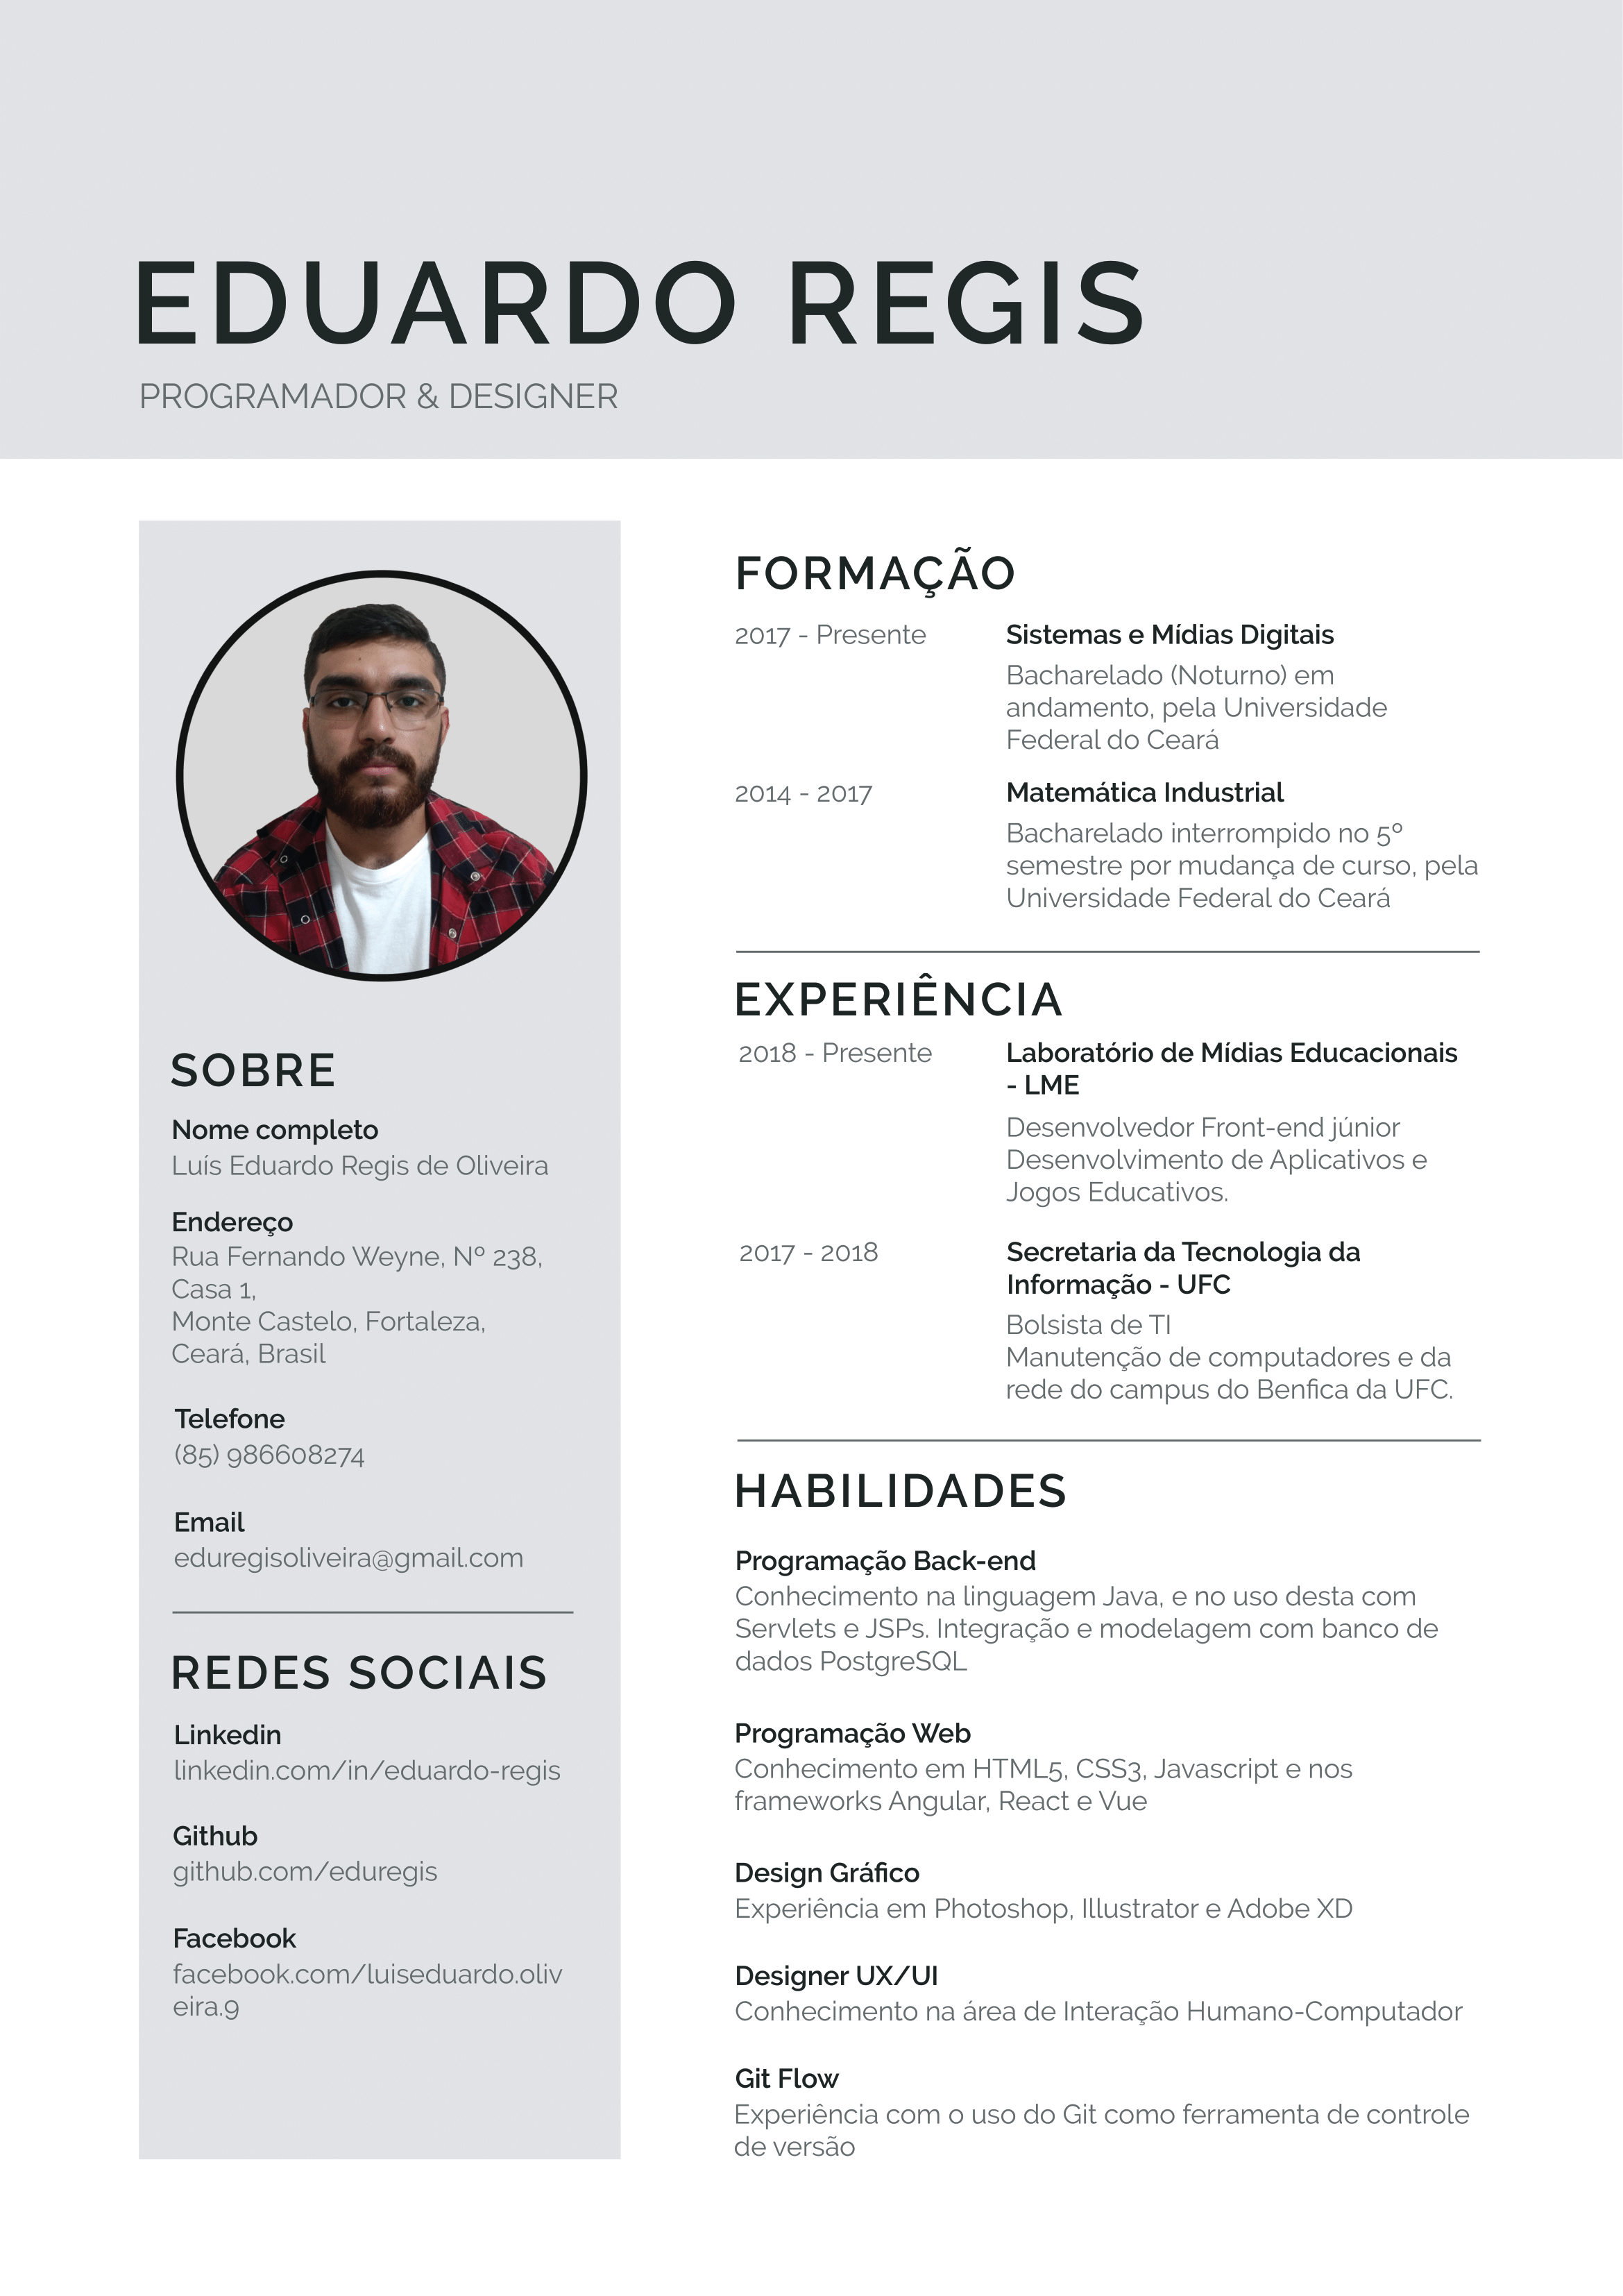 EDUARDO REGIS
PROGRAMADOR & DESIGNER
SOBRE
Nome completo
Luís Eduardo Regis de Oliveira
Endereço
Rua Fernando Weyne, Nº 238,
Casa 1,
Monte Castelo, Fortaleza,
Ceará, Brasil
Telefone
(85) 986608274
Email
eduregisoliveira@gmail.com
REDES SOCIAIS
Linkedin
linkedin.com/in/eduardo-regis
Github
github.com/eduregis
Facebook
facebook.com/luiseduardo.oliv
eira.9
FORMAÇÃO
2017 - Presente
Sistemas e Mídias Digitais
Bacharelado (Noturno) em
andamento, pela Universidade
Federal do Ceará
2014 - 2017
Matemática Industrial
Bacharelado interrompido no 5º
semestre por mudança de curso, pela
Universidade Federal do Ceará
EXPERIÊNCIA
2018 - Presente
Laboratório de Mídias Educacionais
- LME
Desenvolvedor Front-end júnior
Desenvolvimento de Aplicativos e
Jogos Educativos.
2017 - 2018
Secretaria da Tecnologia da
Informação - UFC
Bolsista de TI
Manutenção de computadores e da
rede do campus do Benfica da UFC.
HABILIDADES
Programação Back-end
Conhecimento na linguagem Java, e no uso desta com
Servlets e JSPs. Integração e modelagem com banco de
dados PostgreSQL
Programação Web
Conhecimento em HTML5, CSS3, Javascript e nos
frameworks Angular, React e Vue
Design Gráfico
Experiência em Photoshop, Illustrator e Adobe XD
Designer UX/UI
Conhecimento na área de Interação Humano-Computador
Git Flow
Experiência com o uso do Git como ferramenta de controle
de versão